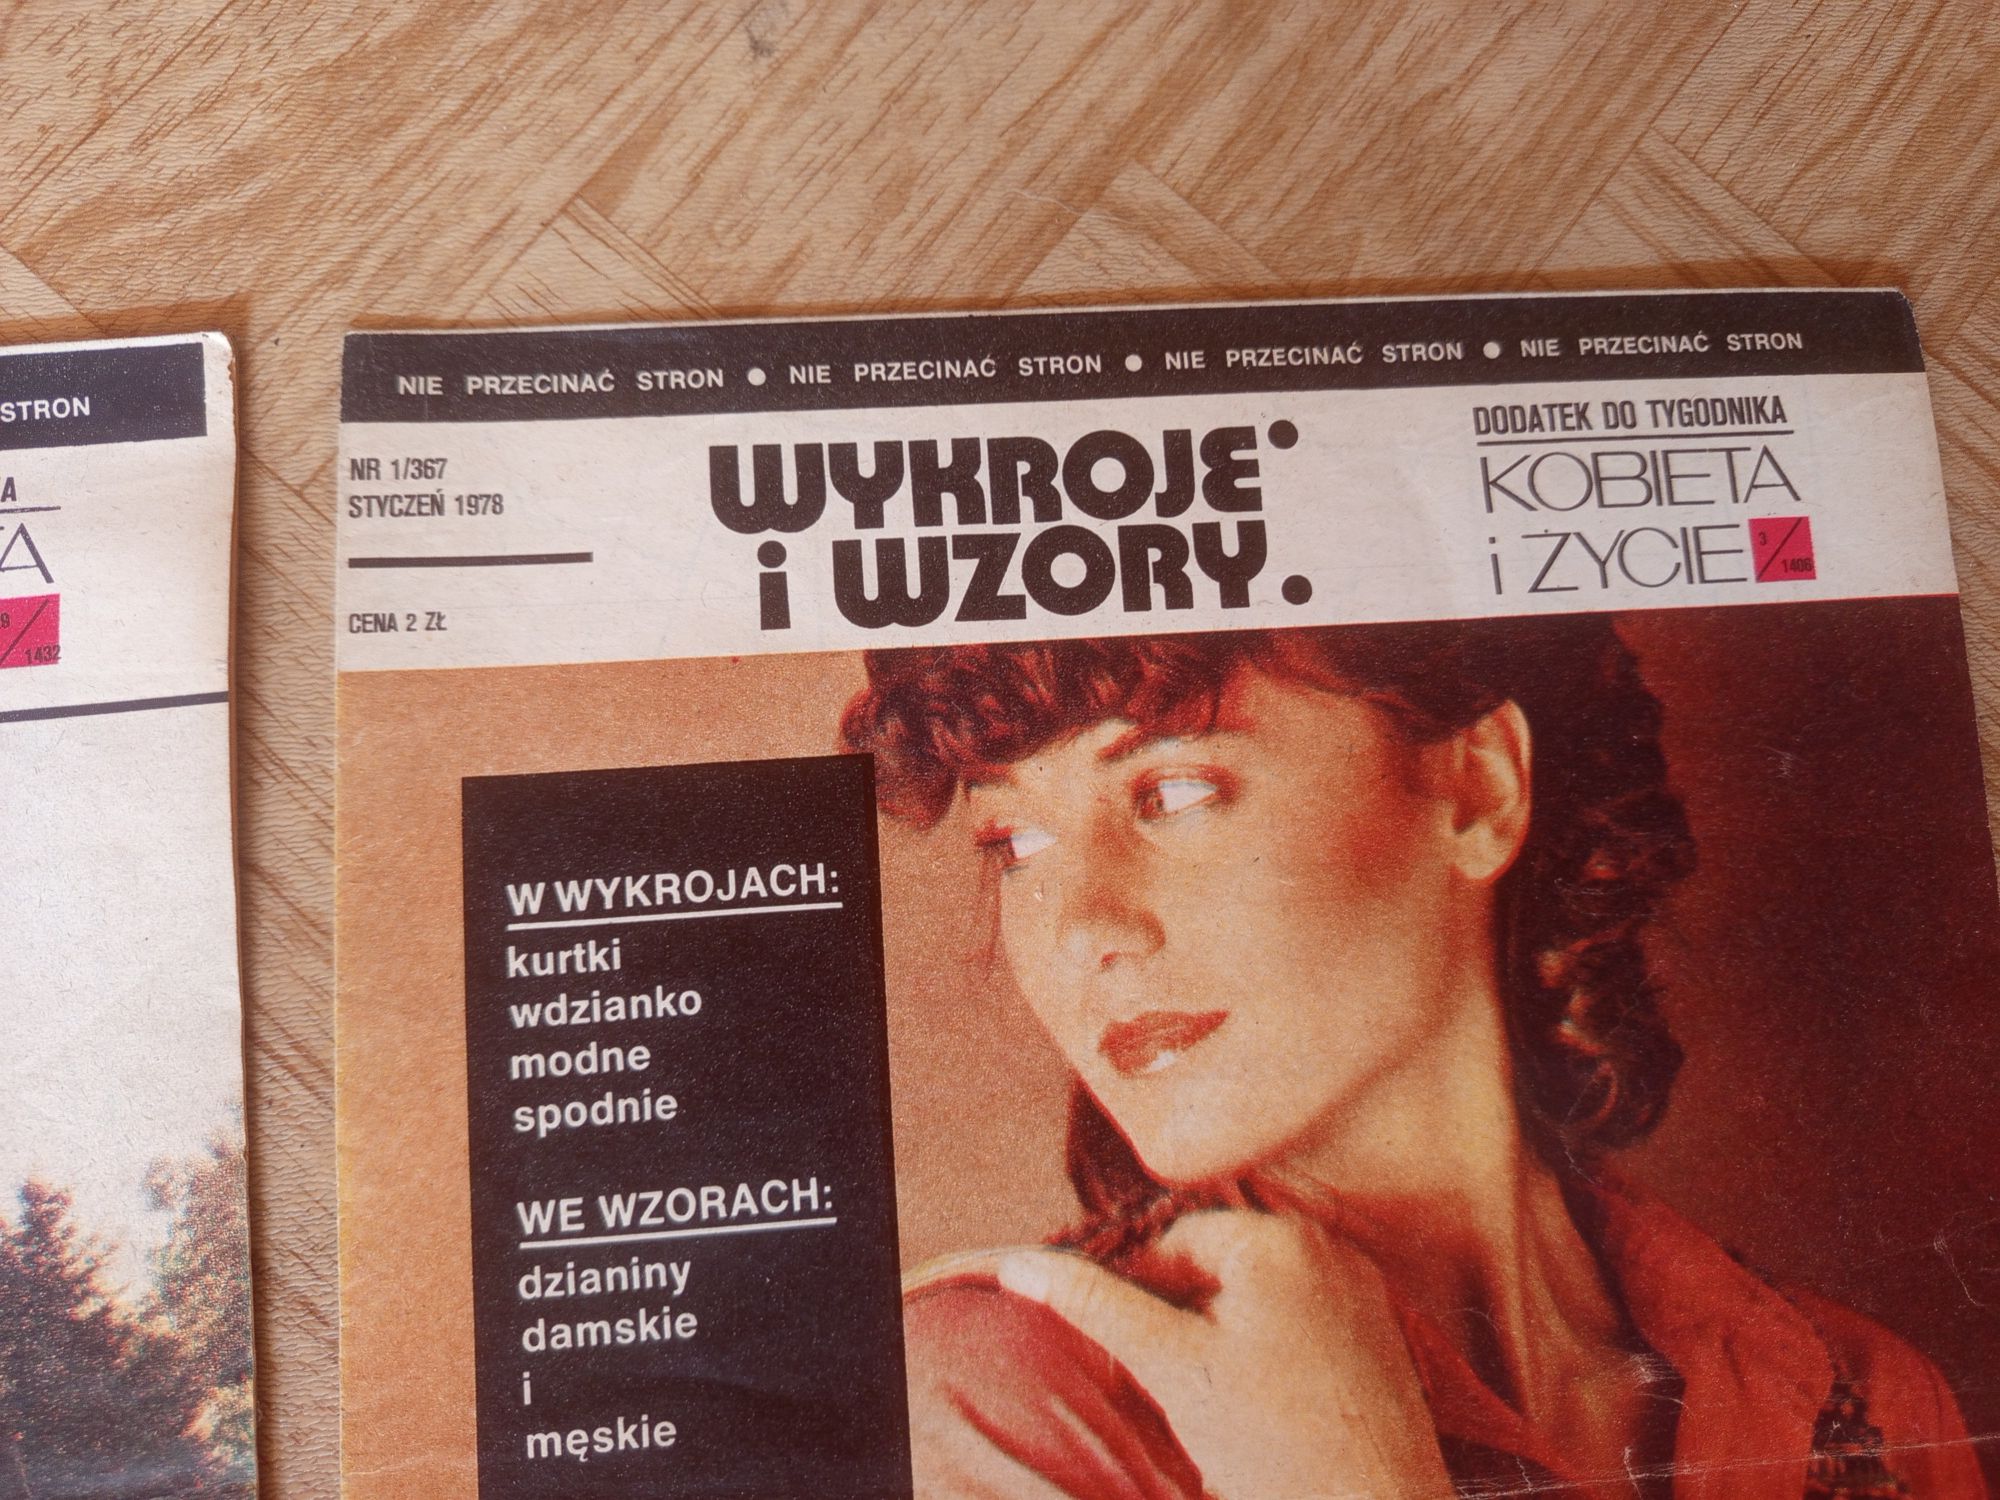 STRON
A
TA
9
1432
NIE PRZECINAĆ STRON ● NIE PRZECINAĆ STRON ● NIE PRZECINAĆ STRON ● NIE PRZECINAĆ STRON
NR 1/367
STYCZEŃ 1978
CENA 2 ZŁ
WYKROJE
i WZORY.
DODATEK DO TYGODNIKA
KOBIETA
i ŻYCIE
3
1406
W WYKROJACH:
kurtki
wdzianko
modne
spodnie
WE WZORACH:
dzianiny
damskie
i
męskie